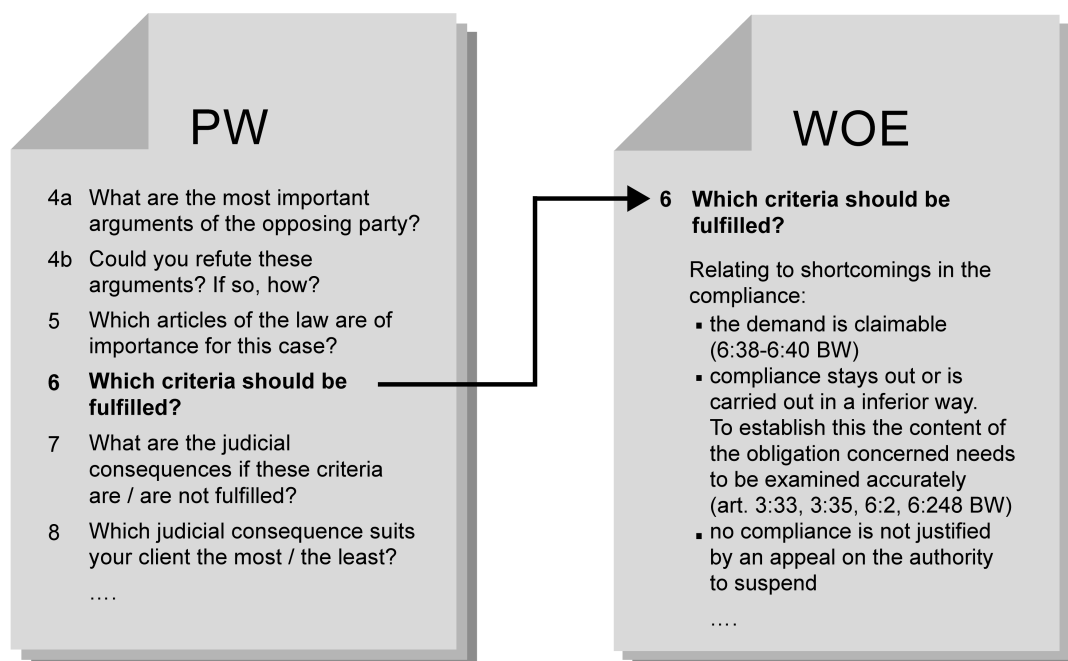 PW
4a What are the most important
arguments of the opposing party?
4b Could you refute these
arguments? If so, how?
5 Which articles of the law are of
importance for this case?
6 Which criteria should be
fulfilled?
7 What are the judicial
consequences if these criteria
are / are not fulfilled?
8 Which judicial consequence suits
your client the most / the least?
....
WOE
6 Which criteria should be
fulfilled?
Relating to shortcomings in the
compliance:
▪ the demand is claimable
(6:38-6:40 BW)
▪ compliance stays out or is
carried out in a inferior way.
To establish this the content of
the obligation concerned needs
to be examined accurately
(art. 3:33, 3:35, 6:2, 6:248 BW)
▪ no compliance is not justified
by an appeal on the authority
to suspend
....